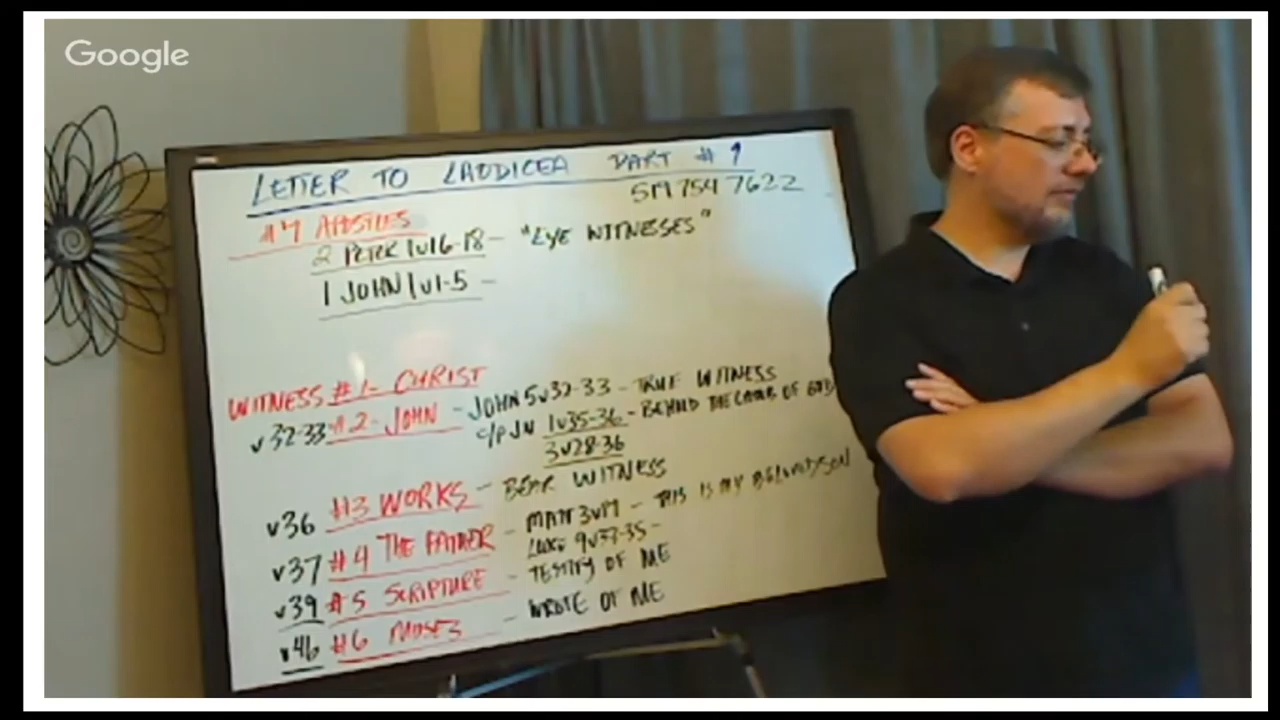 Google
LETTER TO LAODICEA PART # 9
519 754 7622
#7 APOSTLES
2 PETER 1v16-18 - "EYE WITNESSES"
1 JOHN 1v1-5 -
WITNESS #1- CHRIST
v32-33 #2- JOHN - JOHN 5v32-33 - TRUE WITNESS
c/p JN 1v35-36 - BEHOLD THE LAMB OF GOD
3v28-36
v36 #3 WORKS - BEAR WITNESS
v37 #4 THE FATHER - MATT 3v17 - THIS IS MY BELOVED SON
LUKE 9v33-35 -
v39 #5 SCRIPTURE - TESTIFY OF ME
v46 #6 MOSES - WROTE OF ME